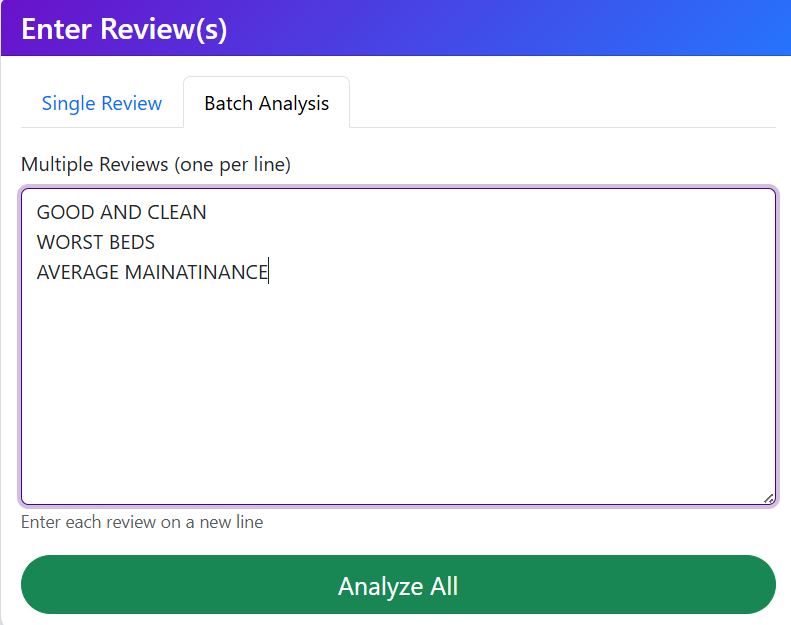 Enter Review(s)
Single Review
Batch Analysis
Multiple Reviews (one per line)
GOOD AND CLEAN
WORST BEDS
AVERAGE MAINATINANCE
Enter each review on a new line
Analyze All